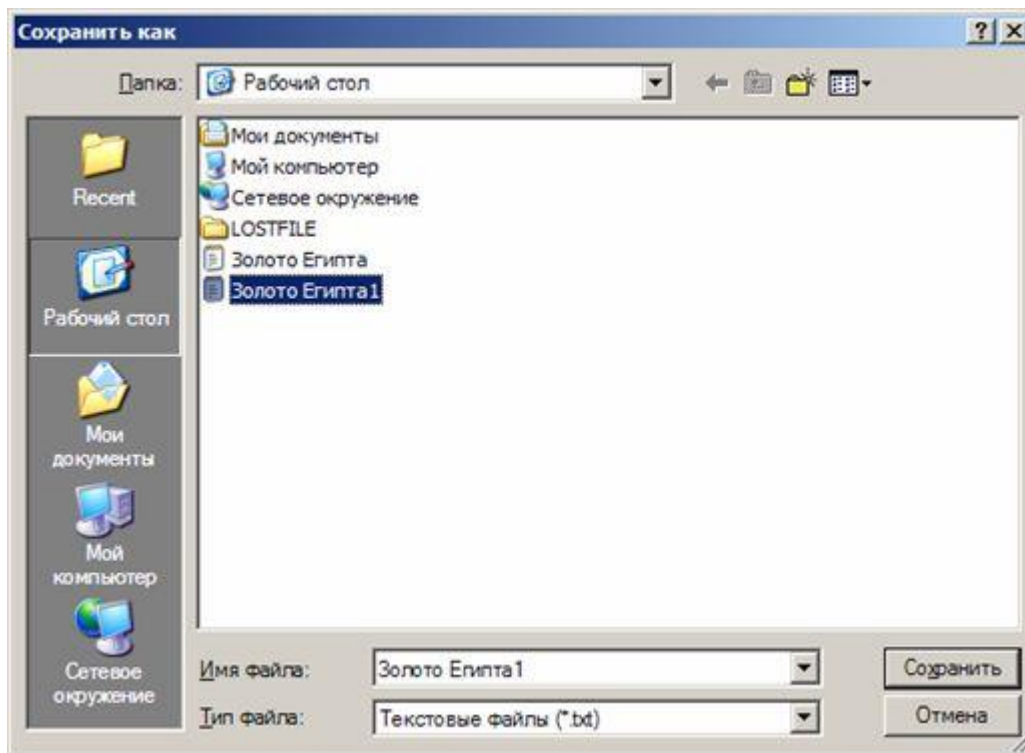 Сохранить как
Папка: Рабочий стол
Recent
Рабочий стол
Мои
документы
Мой
компьютер
Сетевое
окружение
Мои документы
Мой компьютер
Сетевое окружение
LOSTFILE
Золото Египта
Золото Египта1
Имя файла: Золото Египта1 Сохранить
Тип файла: Текстовые файлы (*.txt) Отмена